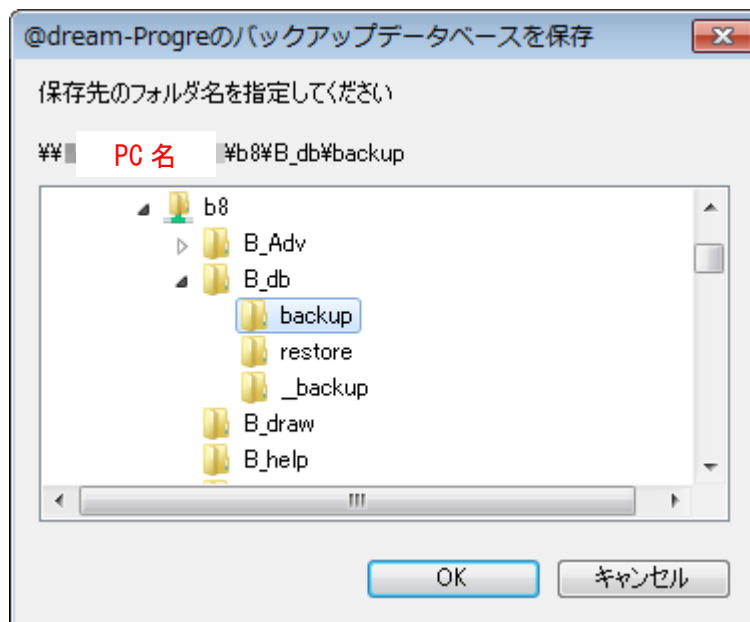 @dream-Progreのバックアップデータベースを保存
保存先のフォルダ名を指定してください
¥¥ PC 名 ¥b8¥B_db¥backup
b8
B_Adv
B_db
backup
restore
_backup
B_draw
B_help
OK キャンセル